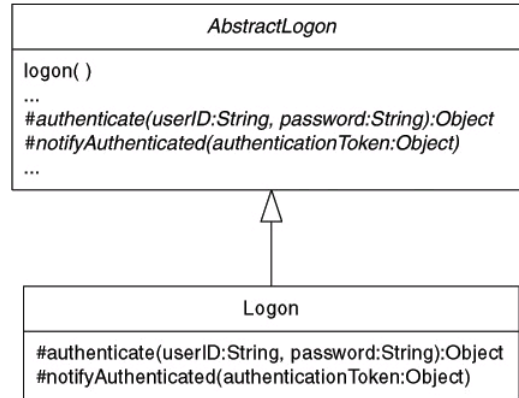 AbstractLogon
logon( )
...
#authenticate(userID:String, password:String):Object
#notifyAuthenticated(authenticationToken:Object)
...
Logon
#authenticate(userID:String, password:String):Object
#notifyAuthenticated(authenticationToken:Object)